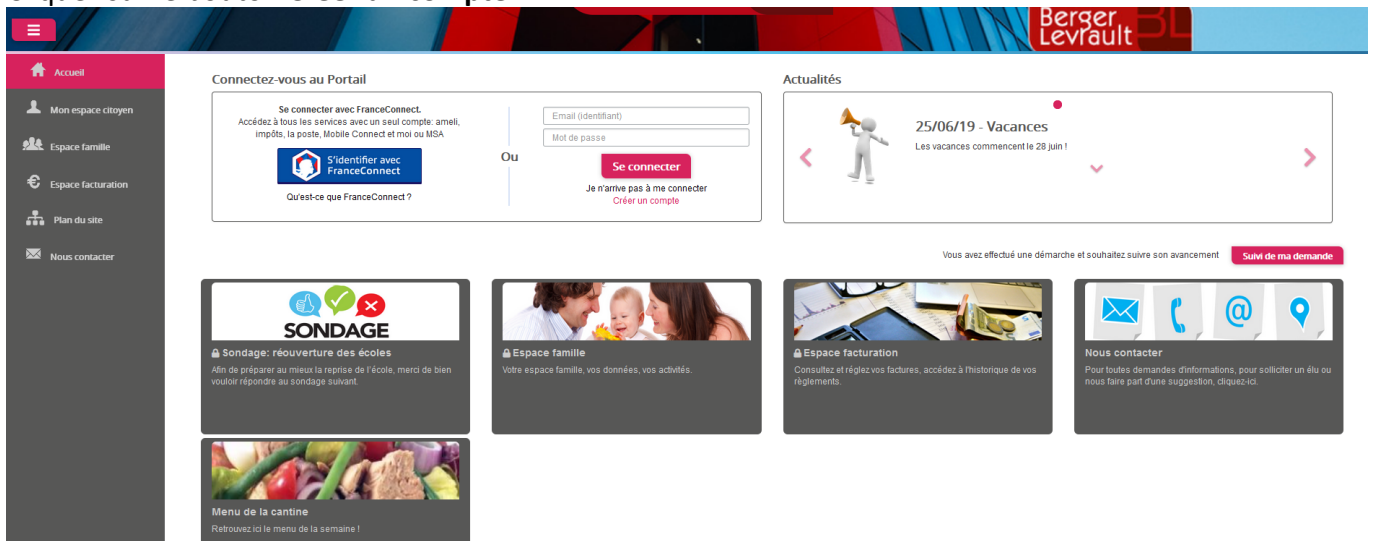 Berger
Levrault
BL
Accueil
Mon espace citoyen
Espace famille
Espace facturation
Plan du site
Nous contacter
Connectez-vous au Portail
Se connecter avec FranceConnect.
Accédez à tous les services avec un seul compte: ameli,
impôts, la poste, Mobile Connect et moi ou MSA
S'identifier avec
FranceConnect
Qu'est-ce que FranceConnect ?
Ou
Email (identifiant)
Mot de passe
Se connecter
Je n'arrive pas à me connecter
Créer un compte
Actualités
25/06/19 - Vacances
Les vacances commencent le 28 juin !
Vous avez effectué une démarche et souhaitez suivre son avancement
Suivi de ma demande
SONDAGE
Sondage: réouverture des écoles
Afin de préparer au mieux la reprise de l'école, merci de bien
vouloir répondre au sondage suivant.
Espace famille
Votre espace famille, vos données, vos activités.
Espace facturation
Consultez et réglez vos factures, accédez à l'historique de vos
règlements.
Nous contacter
Pour toutes demandes d'informations, pour solliciter un élu ou
nous faire part d'une suggestion, cliquez-ici.
Menu de la cantine
Retrouvez ici le menu de la semaine !